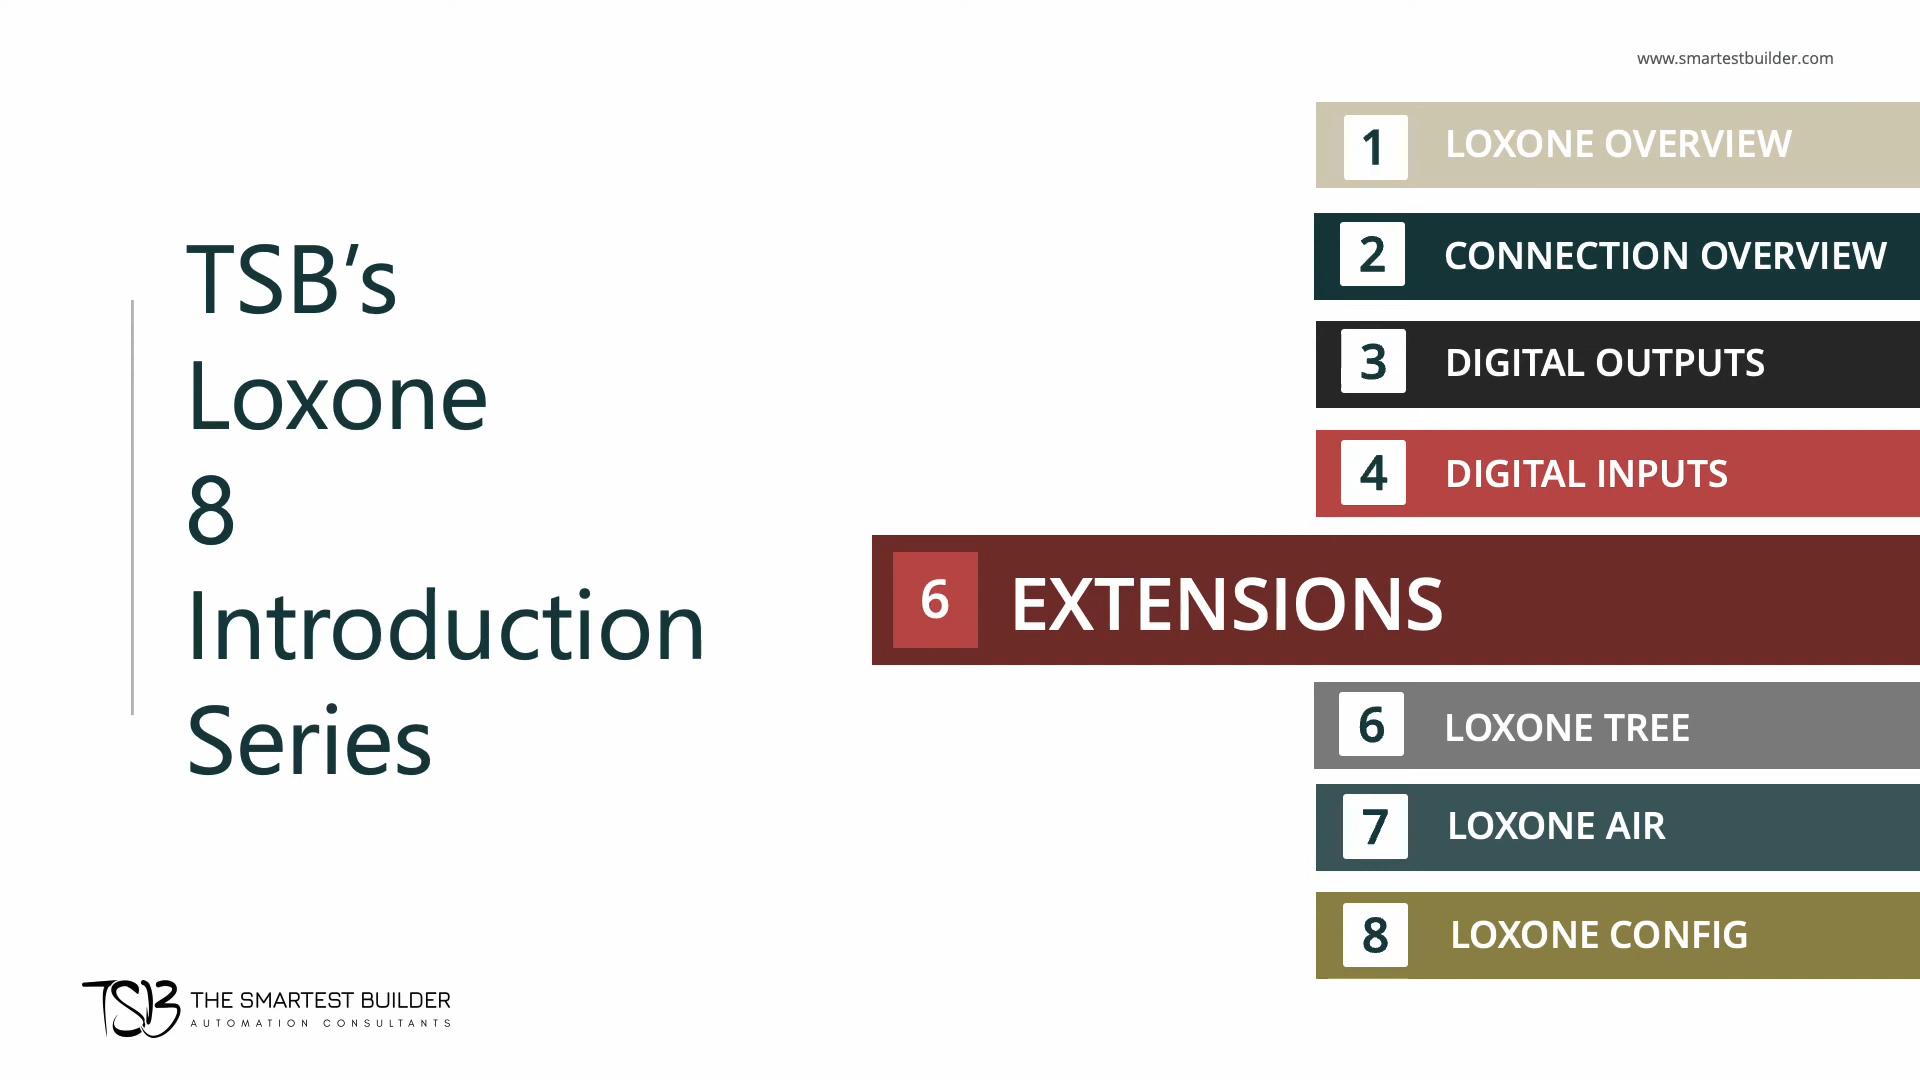 www.smartestbuilder.com
TSB’s
Loxone
8
Introduction
Series
1 LOXONE OVERVIEW
2 CONNECTION OVERVIEW
3 DIGITAL OUTPUTS
4 DIGITAL INPUTS
6 EXTENSIONS
6 LOXONE TREE
7 LOXONE AIR
8 LOXONE CONFIG
TSB THE SMARTEST BUILDER
AUTOMATION CONSULTANTS